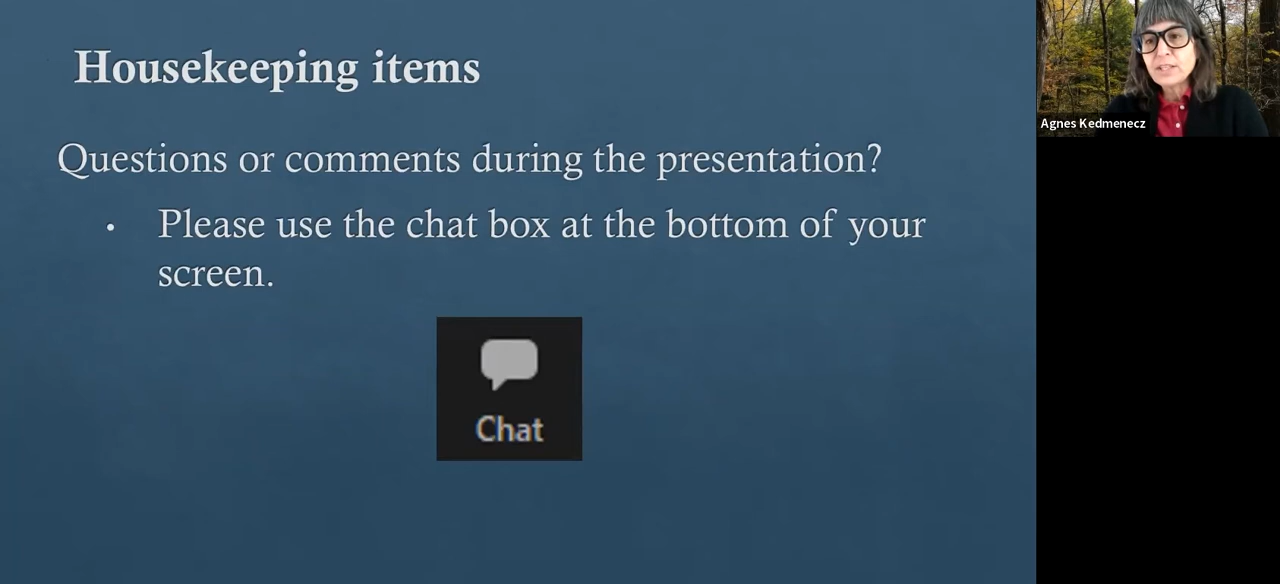 Housekeeping items
Questions or comments during the presentation?
• Please use the chat box at the bottom of your
screen.
Chat
Agnes Kedmenecz